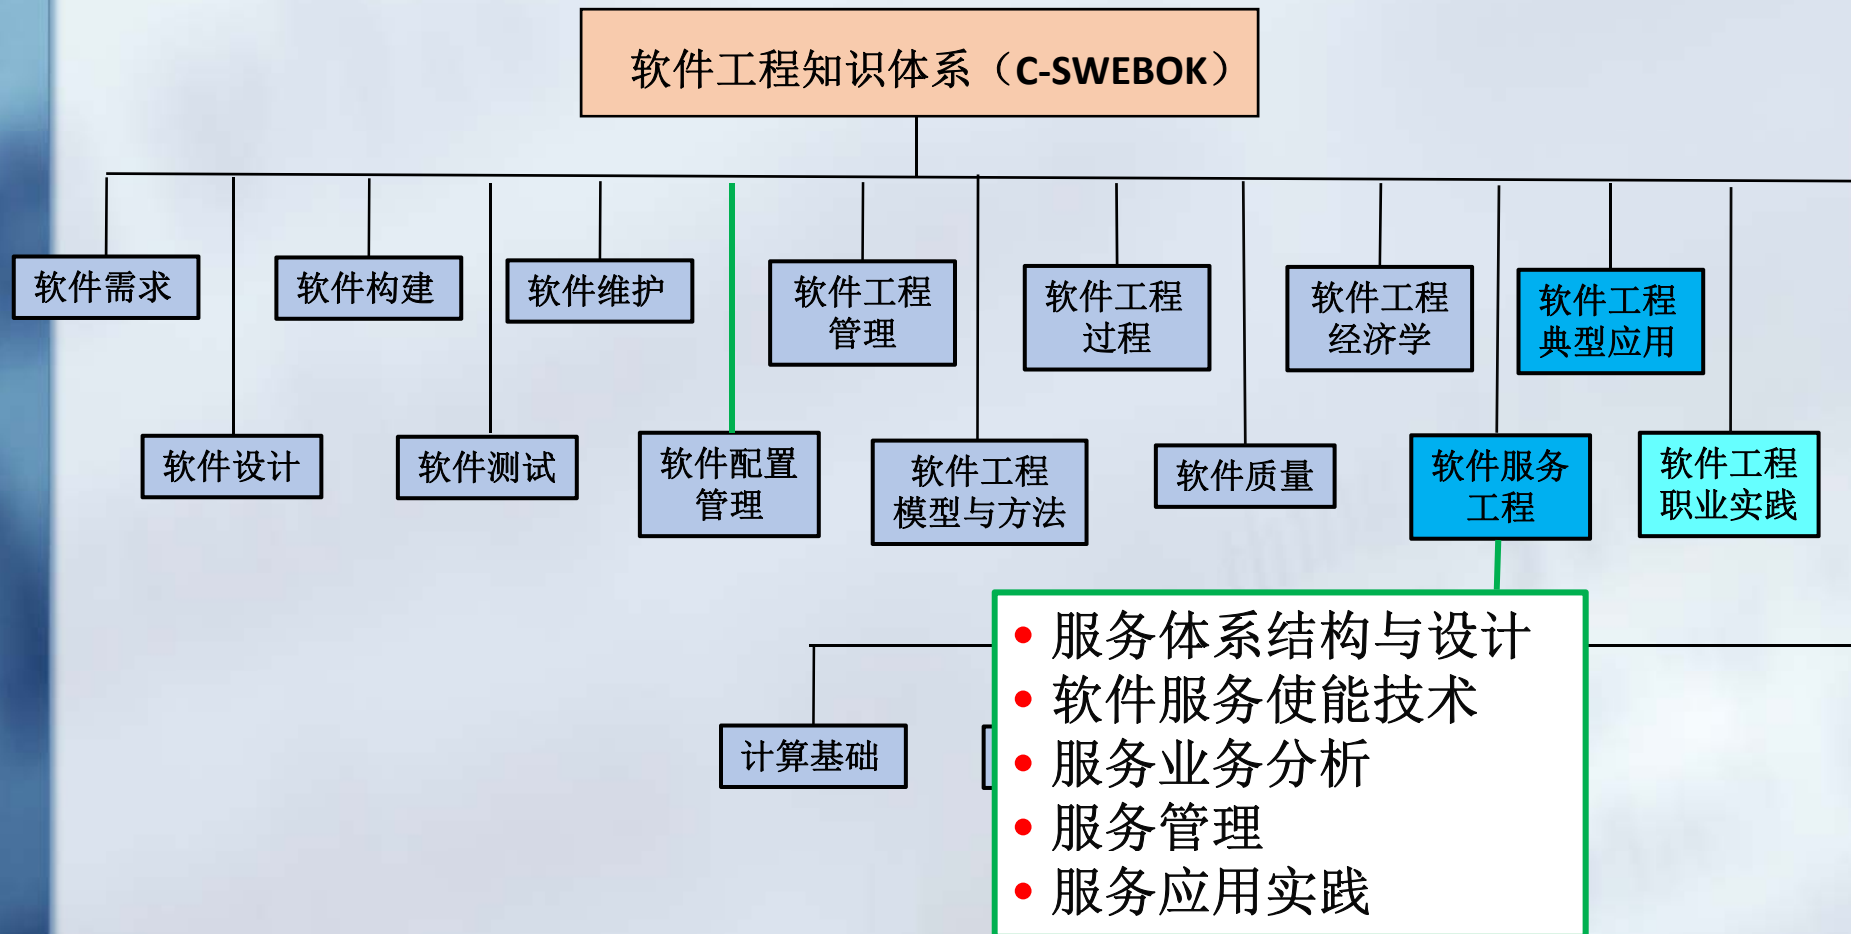 软件工程知识体系（C-SWEBOK）
软件需求
软件构建
软件维护
软件工程
管理
软件工程
过程
软件工程
经济学
软件工程
典型应用
软件设计
软件测试
软件配置
管理
软件工程
模型与方法
软件质量
软件服务
工程
软件工程
职业实践
• 服务体系结构与设计
• 软件服务使能技术
• 服务业务分析
• 服务管理
• 服务应用实践
计算基础